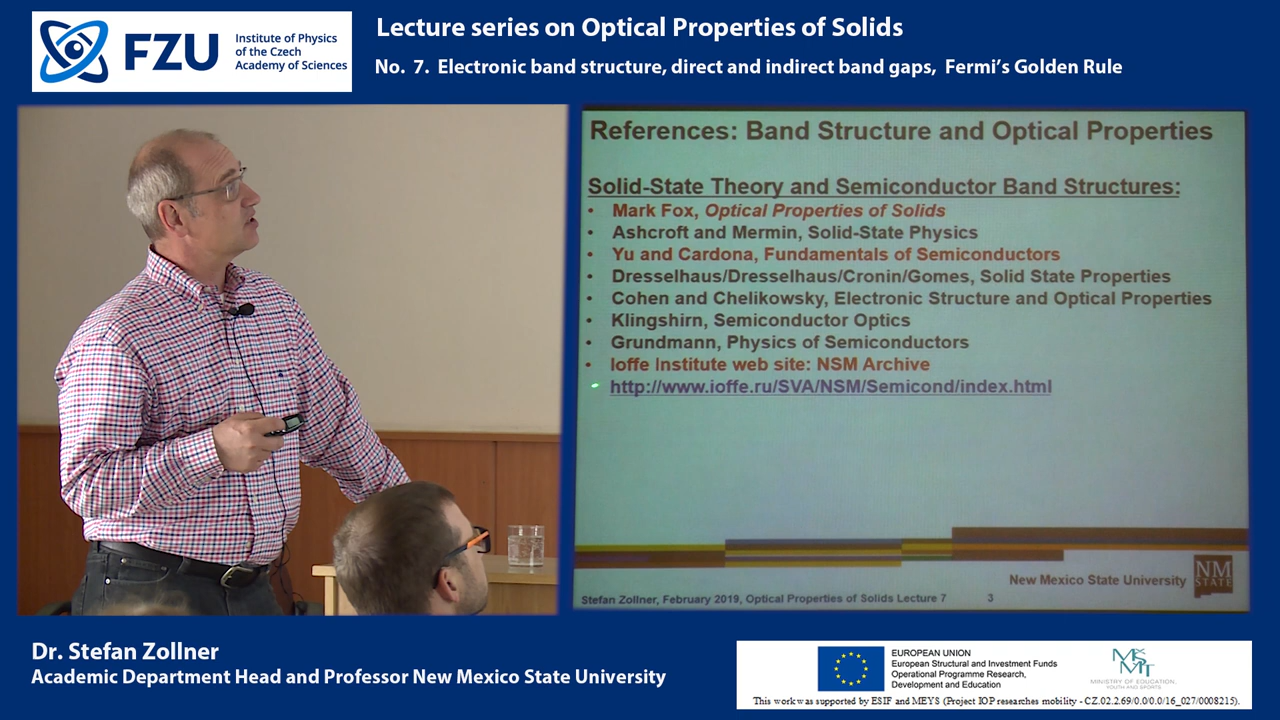 FZU
Institute of Physics
of the Czech
Academy of Sciences
Lecture series on Optical Properties of Solids
No. 7. Electronic band structure, direct and indirect band gaps, Fermi's Golden Rule
References: Band Structure and Optical Properties
Solid-State Theory and Semiconductor Band Structures:
• Mark Fox, Optical Properties of Solids
• Ashcroft and Mermin, Solid-State Physics
• Yu and Cardona, Fundamentals of Semiconductors
• Dresselhaus/Dresselhaus/Cronin/Gomes, Solid State Properties
• Cohen and Chelikowsky, Electronic Structure and Optical Properties
• Klingshirn, Semiconductor Optics
• Grundmann, Physics of Semiconductors
• Ioffe Institute web site: NSM Archive
• http://www.ioffe.ru/SVA/NSM/Semicond/index.html
New Mexico State University
NM
STATE
Stefan Zollner, February 2019, Optical Properties of Solids Lecture 7 3
Dr. Stefan Zollner
Academic Department Head and Professor New Mexico State University
EUROPEAN UNION
European Structural and Investment Funds
Operational Programme Research,
Development and Education
MINISTRY OF EDUCATION,
YOUTH AND SPORTS
This work was supported by ESIF and MEYS (Project IOP researches mobility - CZ.02.2.69/0.0/0.0/16_027/0008215).